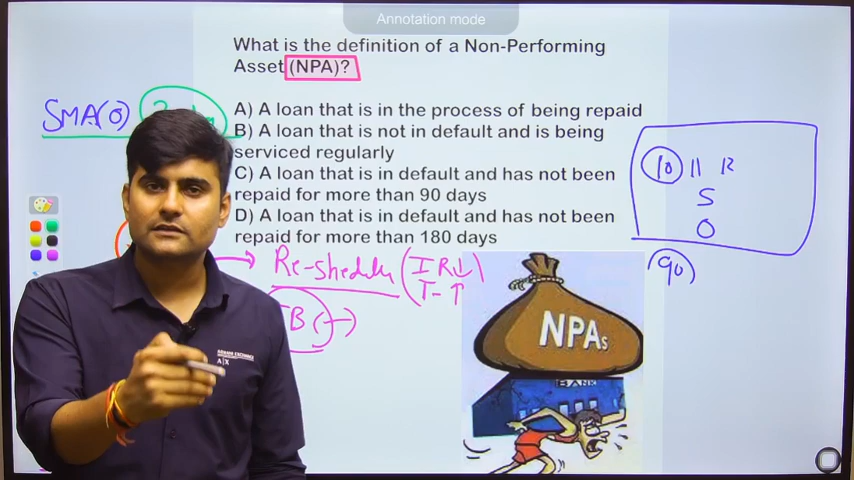 Annotation mode
What is the definition of a Non-Performing
Asset (NPA)?
A) A loan that is in the process of being repaid
B) A loan that is not in default and is being
serviced regularly
C) A loan that is in default and has not been
repaid for more than 90 days
D) A loan that is in default and has not been
repaid for more than 180 days
SMA(0)
10 11 12
S
0
90
Re-shedule (I R↓
T- ↑)
B (-)
NPAs
BANK
A|X